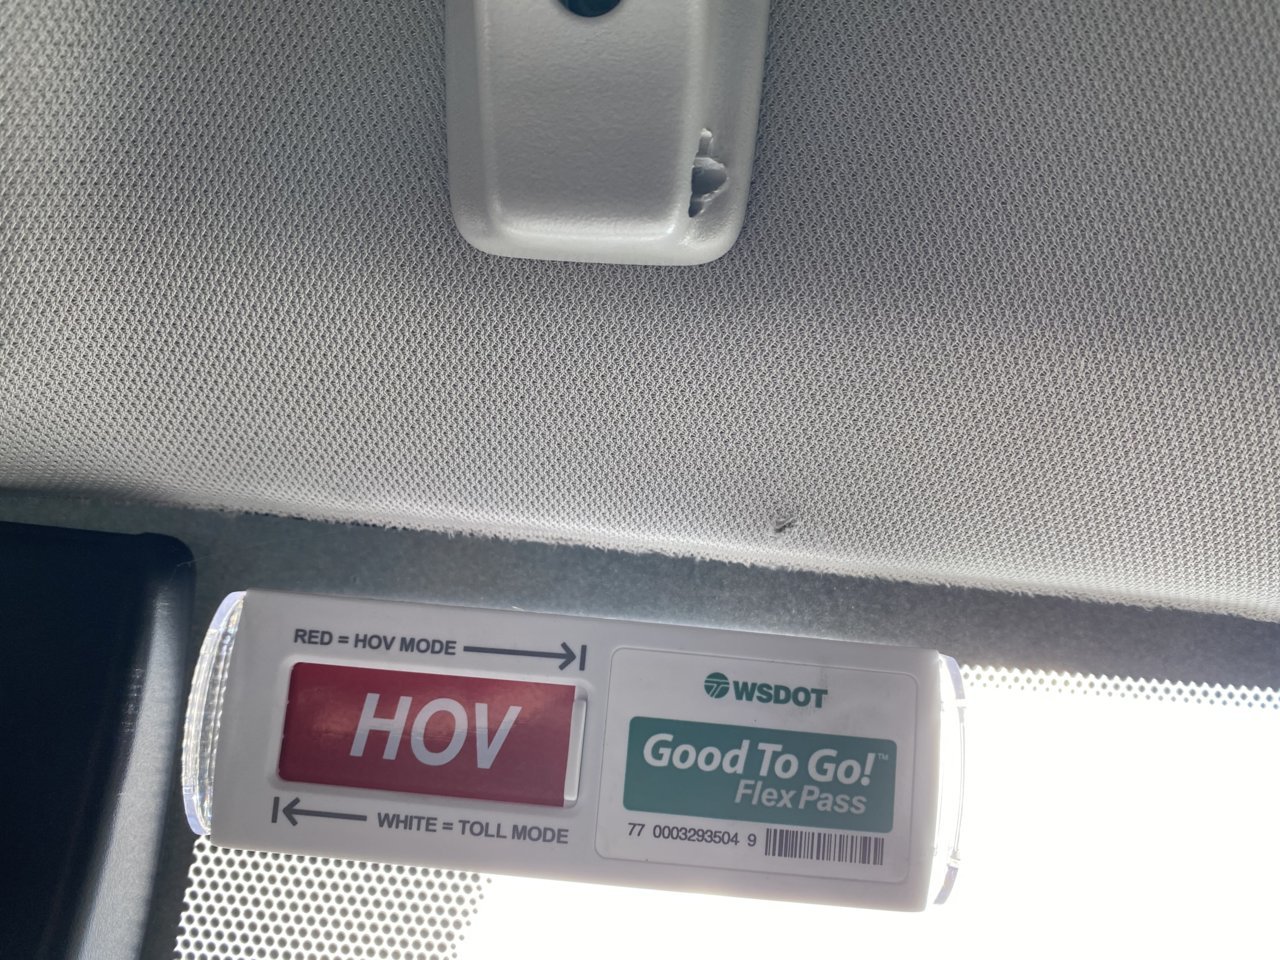 RED = HOV MODE
HOV
WHITE = TOLL MODE
WSDOT
Good To Go!™
Flex Pass
77 0003293504 9